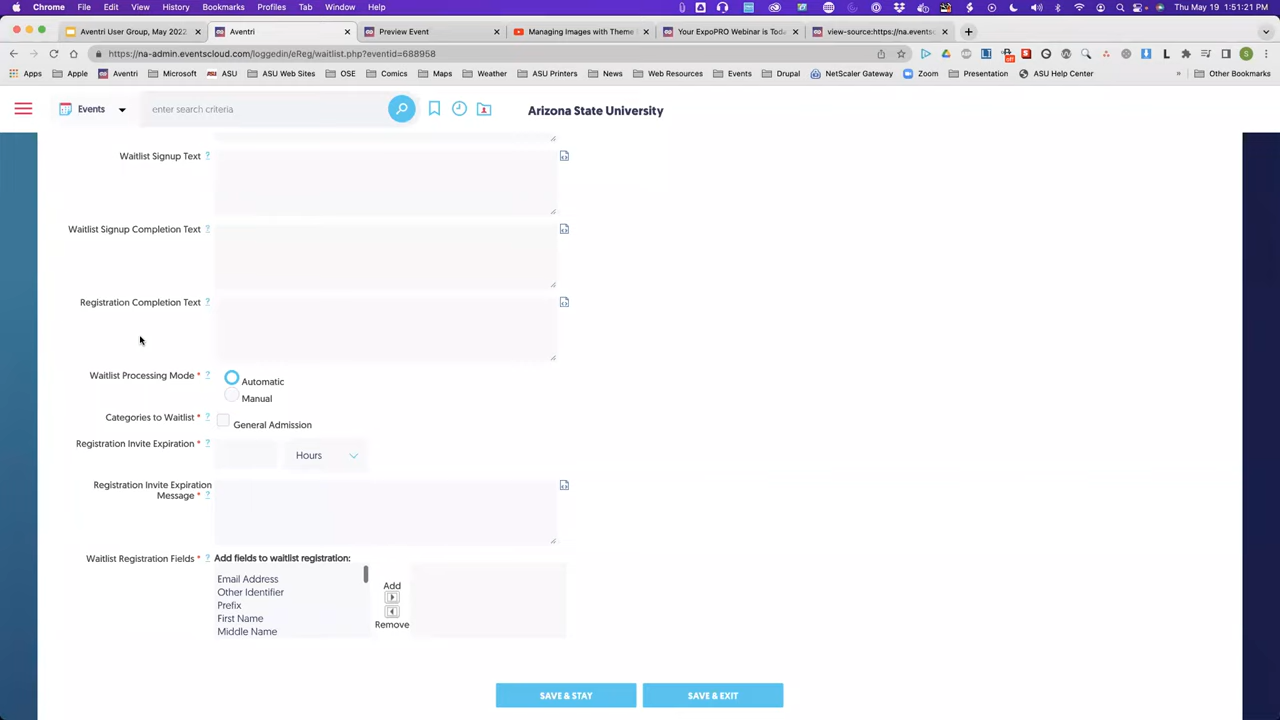 Chrome File Edit View History Bookmarks Profiles Tab Window Help Thu May 19 1:51:21 PM
Aventri User Group, May 2022 Aventri Preview Event Managing Images with Theme Your ExpoPRO Webinar is Toda view-source:https://na.events
https://na-admin.eventscloud.com/loggedin/eReg/waitlist.php?eventid=688958 off S
Apps Apple Aventri Microsoft ASU ASU Web Sites OSE Comics Maps Weather ASU Printers News Web Resources Events Drupal NetScaler Gateway Zoom Presentation ASU Help Center » Other Bookmarks
Events enter search criteria Arizona State University
Waitlist Signup Text ?
Waitlist Signup Completion Text ?
Registration Completion Text ?
Waitlist Processing Mode * ? Automatic
Manual
Categories to Waitlist * ? General Admission
Registration Invite Expiration * ? Hours
Registration Invite Expiration
Message * ?
Waitlist Registration Fields * ? Add fields to waitlist registration:
Email Address
Other Identifier
Prefix
First Name
Middle Name
Add
Remove
SAVE & STAY SAVE & EXIT